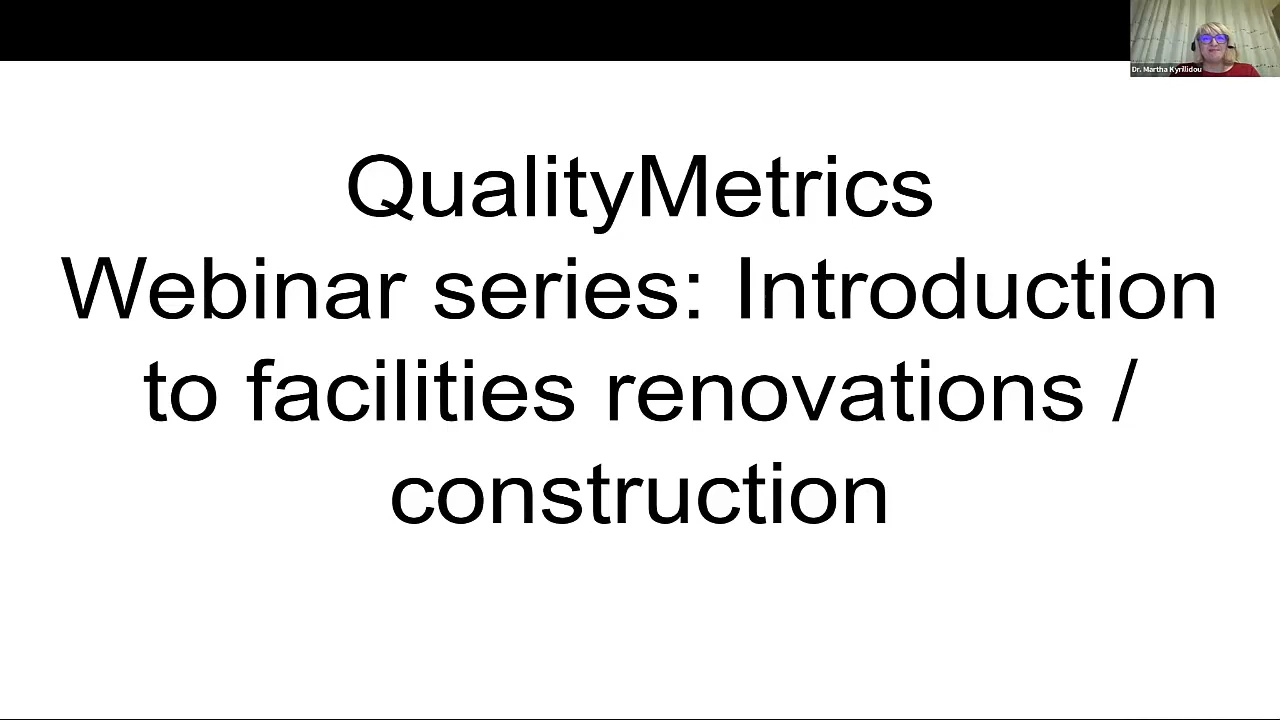 Dr. Martha Kyrillidou
QualityMetrics
Webinar series: Introduction
to facilities renovations /
construction